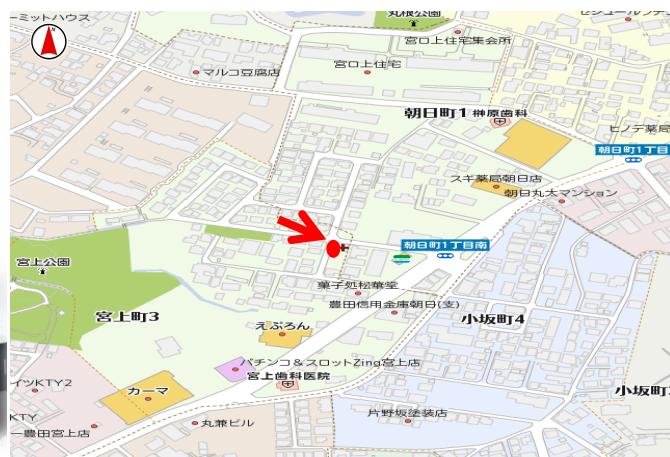 ーミットハウス
丸根公園
宮口上住宅集会所
マルコ豆腐店
宮口上住宅
朝日町1
榊原歯科
ヒノデ薬局
朝日町1丁目
スギ薬局朝日店
朝日丸太マンション
朝日町1丁目南
宮上公園
菓子処松華堂
豊田信用金庫朝日(支)
宮上町3
小坂町4
えぷろん
パチンコ&スロットZing宮上店
宮上歯科医院
イツKTY2
カーマ
小坂町
片野坂塗装店
KTY
丸兼ビル
ー豊田宮上店